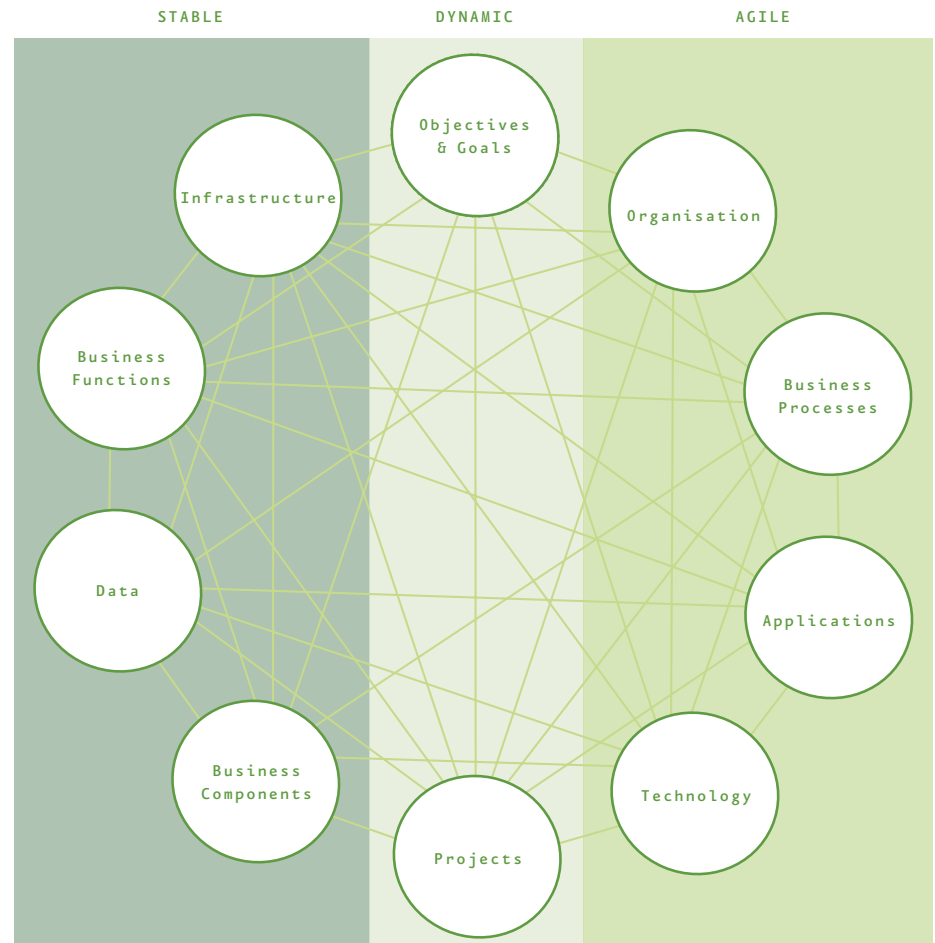 STABLE
DYNAMIC
AGILE
Objectives
& Goals
Infrastructure
Organisation
Business
Functions
Business
Processes
Data
Applications
Business
Components
Technology
Projects